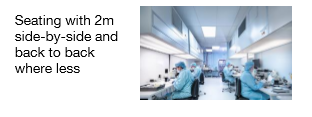 Seating with 2m
side-by-side and
back to back
where less